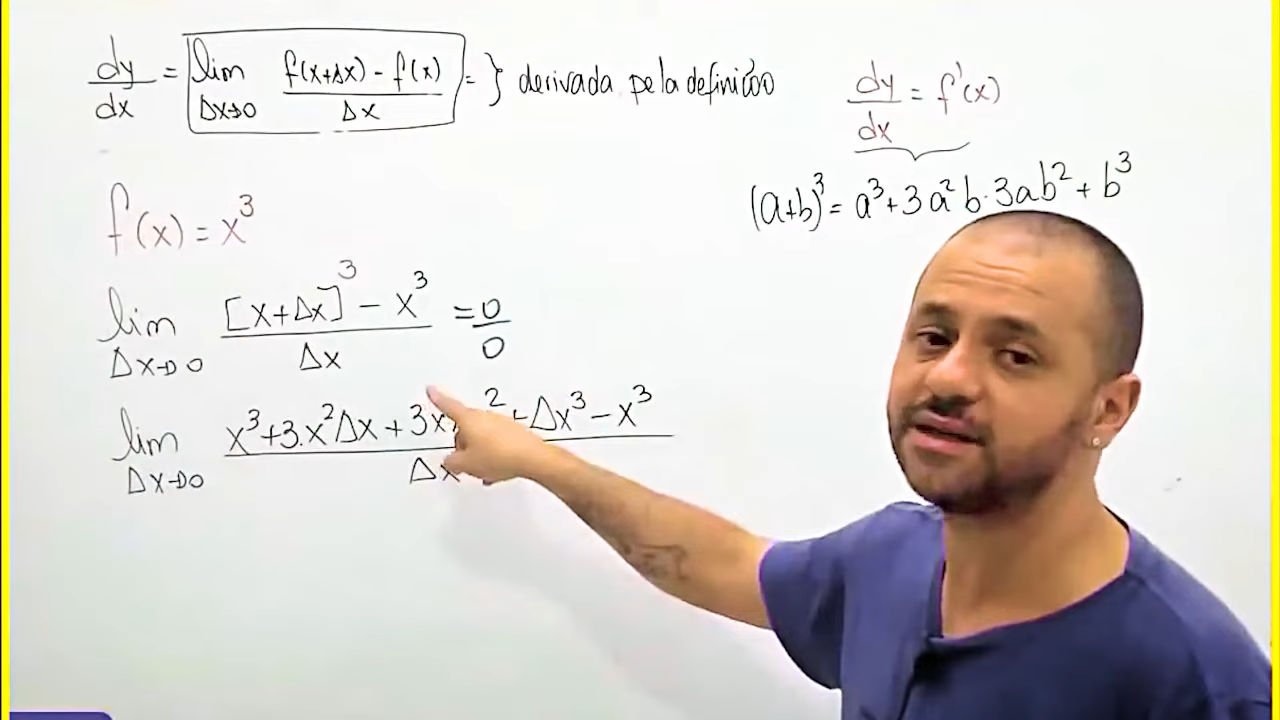 dy/dx = lim Δx→0 f(x+Δx) - f(x) / Δx = } derivada pela definição
dy/dx = f'(x)
(a+b)³ = a³ + 3a²b · 3ab² + b³
f(x) = x³
lim Δx→0 [x+Δx]³ - x³ / Δx = 0/0
lim Δx→0 x³ + 3.x²Δx + 3x ² + Δx³ - x³ / Δx